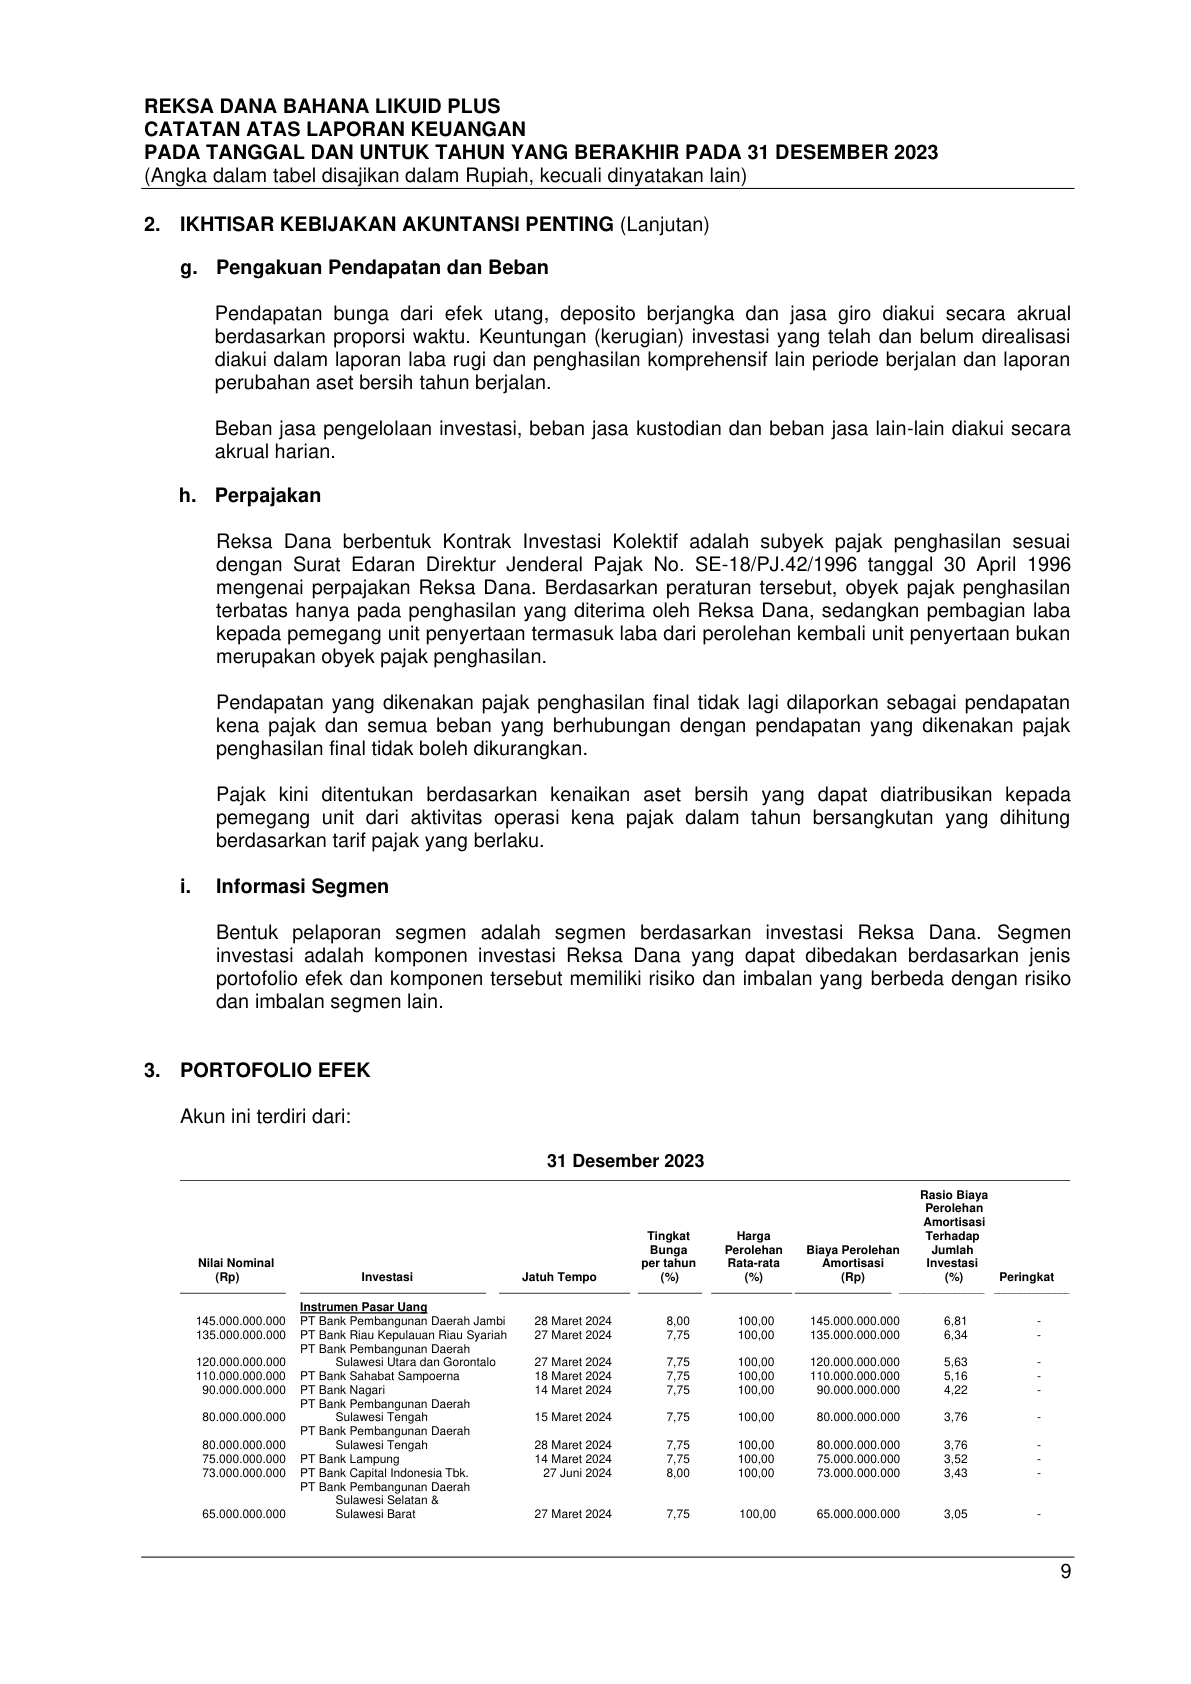 REKSA DANA BAHANA LIKUID PLUS
CATATAN ATAS LAPORAN KEUANGAN
PADA TANGGAL DAN UNTUK TAHUN YANG BERAKHIR PADA 31 DESEMBER 2023
(Angka dalam tabel disajikan dalam Rupiah, kecuali dinyatakan lain)
2. IKHTISAR KEBIJAKAN AKUNTANSI PENTING (Lanjutan)
g. Pengakuan Pendapatan dan Beban
Pendapatan bunga dari efek utang, deposito berjangka dan jasa giro diakui secara akrual
berdasarkan proporsi waktu. Keuntungan (kerugian) investasi yang telah dan belum direalisasi
diakui dalam laporan laba rugi dan penghasilan komprehensif lain periode berjalan dan laporan
perubahan aset bersih tahun berjalan.
Beban jasa pengelolaan investasi, beban jasa kustodian dan beban jasa lain-lain diakui secara
akrual harian.
h. Perpajakan
Reksa Dana berbentuk Kontrak Investasi Kolektif adalah subyek pajak penghasilan sesuai
dengan Surat Edaran Direktur Jenderal Pajak No. SE-18/PJ.42/1996 tanggal 30 April 1996
mengenai perpajakan Reksa Dana. Berdasarkan peraturan tersebut, obyek pajak penghasilan
terbatas hanya pada penghasilan yang diterima oleh Reksa Dana, sedangkan pembagian laba
kepada pemegang unit penyertaan termasuk laba dari perolehan kembali unit penyertaan bukan
merupakan obyek pajak penghasilan.
Pendapatan yang dikenakan pajak penghasilan final tidak lagi dilaporkan sebagai pendapatan
kena pajak dan semua beban yang berhubungan dengan pendapatan yang dikenakan pajak
penghasilan final tidak boleh dikurangkan.
Pajak kini ditentukan berdasarkan kenaikan aset bersih yang dapat diatribusikan kepada
pemegang unit dari aktivitas operasi kena pajak dalam tahun bersangkutan yang dihitung
berdasarkan tarif pajak yang berlaku.
i. Informasi Segmen
Bentuk pelaporan segmen adalah segmen berdasarkan investasi Reksa Dana. Segmen
investasi adalah komponen investasi Reksa Dana yang dapat dibedakan berdasarkan jenis
portofolio efek dan komponen tersebut memiliki risiko dan imbalan yang berbeda dengan risiko
dan imbalan segmen lain.
3. PORTOFOLIO EFEK
Akun ini terdiri dari:
31 Desember 2023
Rasio Biaya
Perolehan
Amortisasi
Tingkat Harga Terhadap
Bunga Perolehan Biaya Perolehan Jumlah
Nilai Nominal per tahun Rata-rata Amortisasi Investasi
(Rp) Investasi Jatuh Tempo (%) (%) (Rp) (%) Peringkat
Instrumen Pasar Uang
145.000.000.000 PT Bank Pembangunan Daerah Jambi 28 Maret 2024 8,00 100,00 145.000.000.000 6,81 -
135.000.000.000 PT Bank Riau Kepulauan Riau Syariah 27 Maret 2024 7,75 100,00 135.000.000.000 6,34 -
PT Bank Pembangunan Daerah
120.000.000.000 Sulawesi Utara dan Gorontalo 27 Maret 2024 7,75 100,00 120.000.000.000 5,63 -
110.000.000.000 PT Bank Sahabat Sampoerna 18 Maret 2024 7,75 100,00 110.000.000.000 5,16 -
90.000.000.000 PT Bank Nagari 14 Maret 2024 7,75 100,00 90.000.000.000 4,22 -
PT Bank Pembangunan Daerah
80.000.000.000 Sulawesi Tengah 15 Maret 2024 7,75 100,00 80.000.000.000 3,76 -
PT Bank Pembangunan Daerah
80.000.000.000 Sulawesi Tengah 28 Maret 2024 7,75 100,00 80.000.000.000 3,76 -
75.000.000.000 PT Bank Lampung 14 Maret 2024 7,75 100,00 75.000.000.000 3,52 -
73.000.000.000 PT Bank Capital Indonesia Tbk. 27 Juni 2024 8,00 100,00 73.000.000.000 3,43 -
PT Bank Pembangunan Daerah
Sulawesi Selatan &
65.000.000.000 Sulawesi Barat 27 Maret 2024 7,75 100,00 65.000.000.000 3,05 -
9